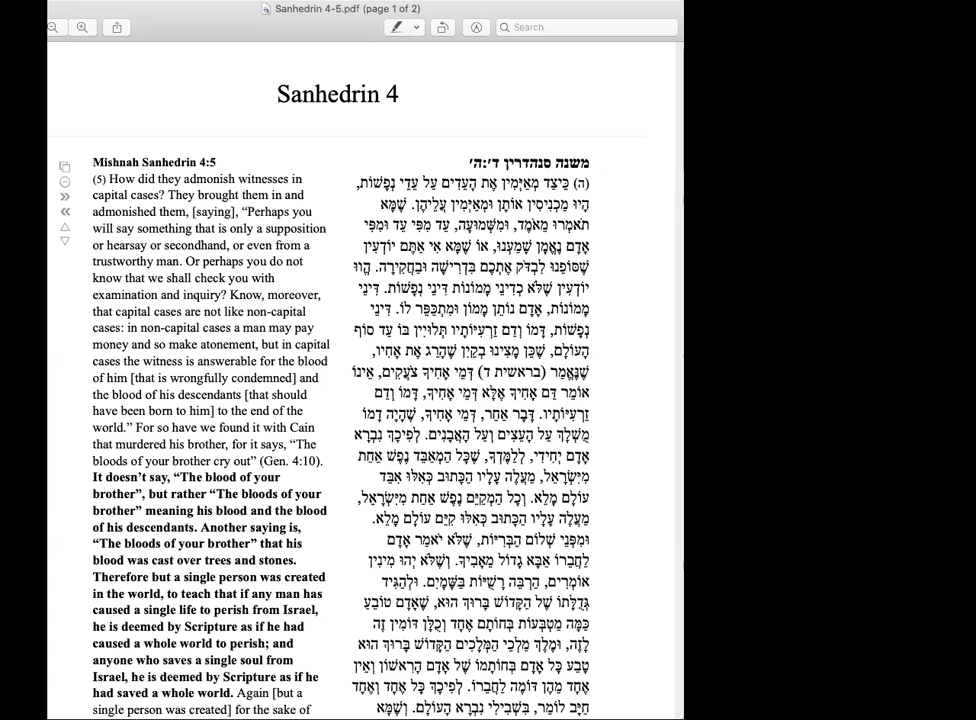 Sanhedrin 4-5.pdf (page 1 of 2)
Search
Sanhedrin 4
Mishnah Sanhedrin 4:5
(5) How did they admonish witnesses in
capital cases? They brought them in and
admonished them, [saying], “Perhaps you
will say something that is only a supposition
or hearsay or secondhand, or even from a
trustworthy man. Or perhaps you do not
know that we shall check you with
examination and inquiry? Know, moreover,
that capital cases are not like non-capital
cases: in non-capital cases a man may pay
money and so make atonement, but in capital
cases the witness is answerable for the blood
of him [that is wrongfully condemned] and
the blood of his descendants [that should
have been born to him] to the end of the
world.” For so have we found it with Cain
that murdered his brother, for it says, “The
bloods of your brother cry out” (Gen. 4:10).
It doesn’t say, “The blood of your
brother”, but rather “The bloods of your
brother” meaning his blood and the blood
of his descendants. Another saying is,
“The bloods of your brother” that his
blood was cast over trees and stones.
Therefore but a single person was created
in the world, to teach that if any man has
caused a single life to perish from Israel,
he is deemed by Scripture as if he had
caused a whole world to perish; and
anyone who saves a single soul from
Israel, he is deemed by Scripture as if he
had saved a whole world. Again [but a
single person was created] for the sake of
משנה סנהדרין ד׳:ה׳
(ה) כֵּיצַד מְאַיְּמִין אֶת הָעֵדִים עַל עֵדֵי נְפָשׁוֹת,
הָיוּ מַכְנִיסִין אוֹתָן וּמְאַיְּמִין עֲלֵיהֶן. שֶׁמָּא
תֹאמְרוּ מֵאֹמֶד, וּמִשְּׁמוּעָה, עֵד מִפִּי עֵד וּמִפִּי
אָדָם נֶאֱמָן שָׁמַעְנוּ, אוֹ שֶׁמָּא אִי אַתֶּם יוֹדְעִין
שֶׁסּוֹפֵנוּ לִבְדֹּק אֶתְכֶם בִּדְרִישָׁה וּבַחֲקִירָה. הֱווּ
יוֹדְעִין שֶׁלֹּא כְדִינֵי מָמוֹנוֹת דִּינֵי נְפָשׁוֹת. דִּינֵי
מָמוֹנוֹת, אָדָם נוֹתֵן מָמוֹן וּמִתְכַּפֵּר לוֹ. דִּינֵי
נְפָשׁוֹת, דָּמוֹ וְדַם זַרְעִיּוֹתָיו תְּלוּיִין בּוֹ עַד סוֹף
הָעוֹלָם, שֶׁכֵּן מָצִינוּ בְקַיִן שֶׁהָרַג אֶת אָחִיו,
שֶׁנֶּאֱמַר (בראשית ד) דְּמֵי אָחִיךָ צֹעֲקִים, אֵינוֹ
אוֹמֵר דַּם אָחִיךָ אֶלָּא דְּמֵי אָחִיךָ, דָּמוֹ וְדַם
זַרְעִיּוֹתָיו. דָּבָר אַחֵר, דְּמֵי אָחִיךָ, שֶׁהָיָה דָמוֹ
מֻשְׁלָךְ עַל הָעֵצִים וְעַל הָאֲבָנִים. לְפִיכָךְ נִבְרָא
אָדָם יְחִידִי, לְלַמֶּדְךָ, שֶׁכָּל הַמְאַבֵּד נֶפֶשׁ אַחַת
מִיִּשְׂרָאֵל, מַעֲלֶה עָלָיו הַכָּתוּב כְּאִלּוּ אִבֵּד
עוֹלָם מָלֵא. וְכָל הַמְקַיֵּם נֶפֶשׁ אַחַת מִיִּשְׂרָאֵל,
מַעֲלֶה עָלָיו הַכָּתוּב כְּאִלּוּ קִיֵּם עוֹלָם מָלֵא.
וּמִפְּנֵי שְׁלוֹם הַבְּרִיּוֹת, שֶׁלֹּא יֹאמַר אָדָם
לַחֲבֵרוֹ אַבָּא גָדוֹל מֵאָבִיךָ. וְשֶׁלֹּא יְהוּ מִינִין
אוֹמְרִים, הַרְבֵּה רָשֻׁיּוֹת בַּשָּׁמָיִם. וּלְהַגִּיד
גְּדֻלָּתוֹ שֶׁל הַקָּדוֹשׁ בָּרוּךְ הוּא, שֶׁאָדָם טוֹבֵעַ
כַּמָּה מַטְבְּעוֹת בְּחוֹתָם אֶחָד וְכֻלָּן דּוֹמִין זֶה
לָזֶה, וּמֶלֶךְ מַלְכֵי הַמְּלָכִים הַקָּדוֹשׁ בָּרוּךְ הוּא
טָבַע כָּל אָדָם בְּחוֹתָמוֹ שֶׁל אָדָם הָרִאשׁוֹן וְאֵין
אֶחָד מֵהֶן דּוֹמֶה לַחֲבֵרוֹ. לְפִיכָךְ כָּל אֶחָד וְאֶחָד
חַיָּב לוֹמַר, בִּשְׁבִילִי נִבְרָא הָעוֹלָם. וְשֶׁמָּא